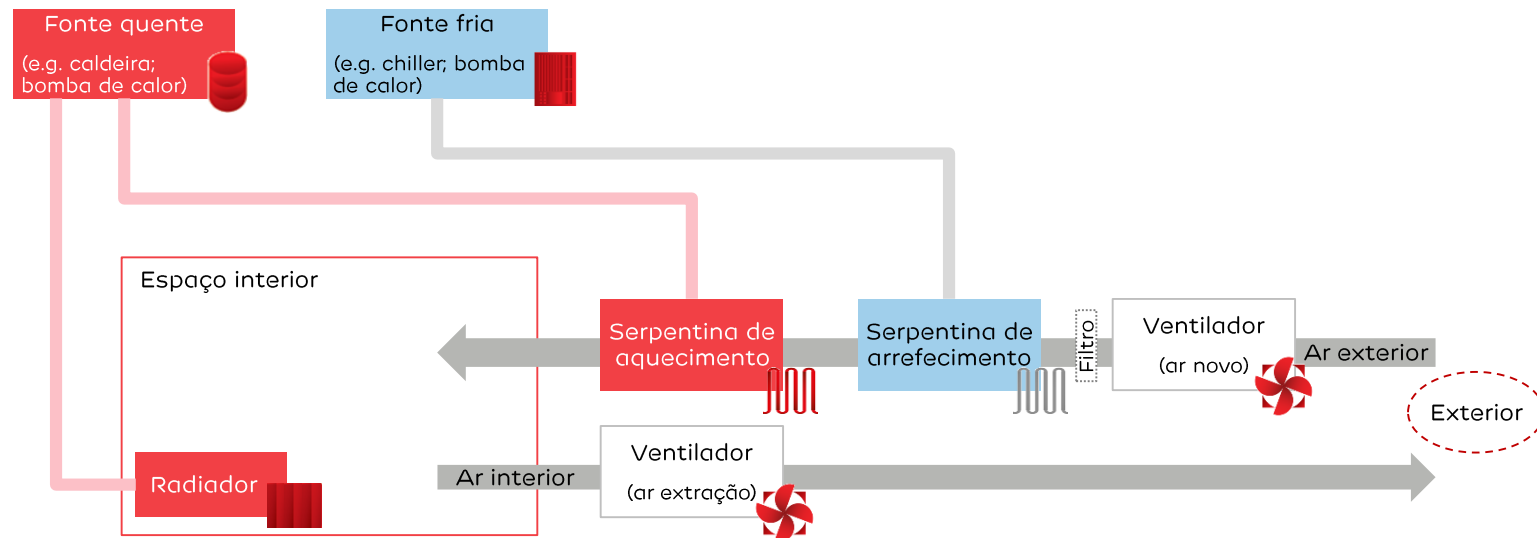 Fonte quente
(e.g. caldeira;
bomba de calor)
Fonte fria
(e.g. chiller; bomba
de calor)
Espaço interior
Serpentina de
aquecimento
Serpentina de
arrefecimento
Filtro
Ventilador
(ar novo)
Ar exterior
Exterior
Radiador
Ar interior
Ventilador
(ar extração)